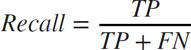 Recall = TP / (TP + FN)